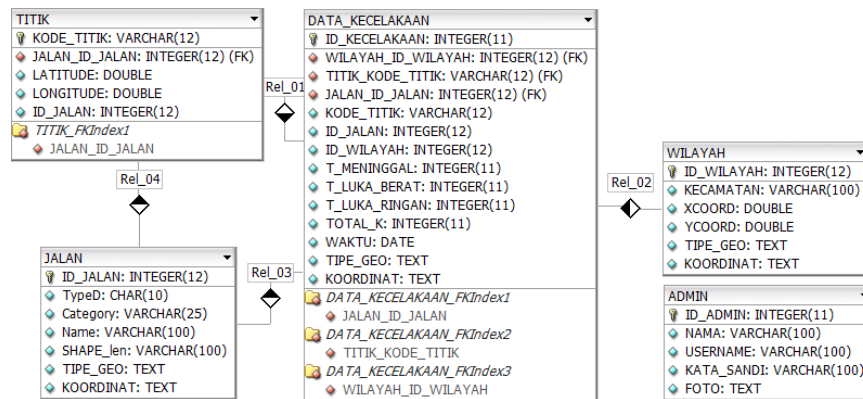 TITIK
KODE_TITIK: VARCHAR(12)
JALAN_ID_JALAN: INTEGER(12) (FK)
LATITUDE: DOUBLE
LONGITUDE: DOUBLE
ID_JALAN: INTEGER(12)
TITIK_FKIndex1
JALAN_ID_JALAN
Rel_01
Rel_04
JALAN
ID_JALAN: INTEGER(12)
TypeD: CHAR(10)
Category: VARCHAR(25)
Name: VARCHAR(100)
SHAPE_len: VARCHAR(100)
TIPE_GEO: TEXT
KOORDINAT: TEXT
Rel_03
DATA_KECELAKAAN
ID_KECELAKAAN: INTEGER(11)
WILAYAH_ID_WILAYAH: INTEGER(12) (FK)
TITIK_KODE_TITIK: VARCHAR(12) (FK)
JALAN_ID_JALAN: INTEGER(12) (FK)
KODE_TITIK: VARCHAR(12)
ID_JALAN: INTEGER(12)
ID_WILAYAH: INTEGER(12)
T_MENINGGAL: INTEGER(11)
T_LUKA_BERAT: INTEGER(11)
T_LUKA_RINGAN: INTEGER(11)
TOTAL_K: INTEGER(11)
WAKTU: DATE
TIPE_GEO: TEXT
KOORDINAT: TEXT
DATA_KECELAKAAN_FKIndex1
JALAN_ID_JALAN
DATA_KECELAKAAN_FKIndex2
TITIK_KODE_TITIK
DATA_KECELAKAAN_FKIndex3
WILAYAH_ID_WILAYAH
Rel_02
WILAYAH
ID_WILAYAH: INTEGER(12)
KECAMATAN: VARCHAR(100)
XCOORD: DOUBLE
YCOORD: DOUBLE
TIPE_GEO: TEXT
KOORDINAT: TEXT
ADMIN
ID_ADMIN: INTEGER(11)
NAMA: VARCHAR(100)
USERNAME: VARCHAR(100)
KATA_SANDI: VARCHAR(100)
FOTO: TEXT